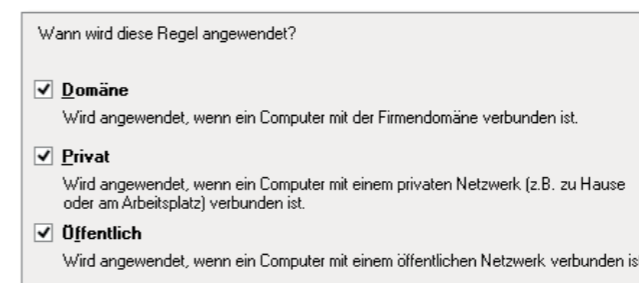 Wann wird diese Regel angewendet?
Domäne
Wird angewendet, wenn ein Computer mit der Firmendomäne verbunden ist.
Privat
Wird angewendet, wenn ein Computer mit einem privaten Netzwerk (z.B. zu Hause
oder am Arbeitsplatz) verbunden ist.
Öffentlich
Wird angewendet, wenn ein Computer mit einem öffentlichen Netzwerk verbunden is